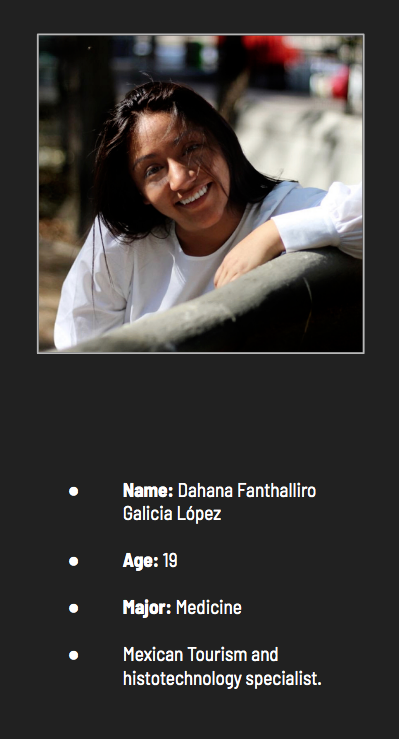 ● Name: Dahana Fanthalliro
Galicia López
● Age: 19
● Major: Medicine
● Mexican Tourism and
histotechnology specialist.